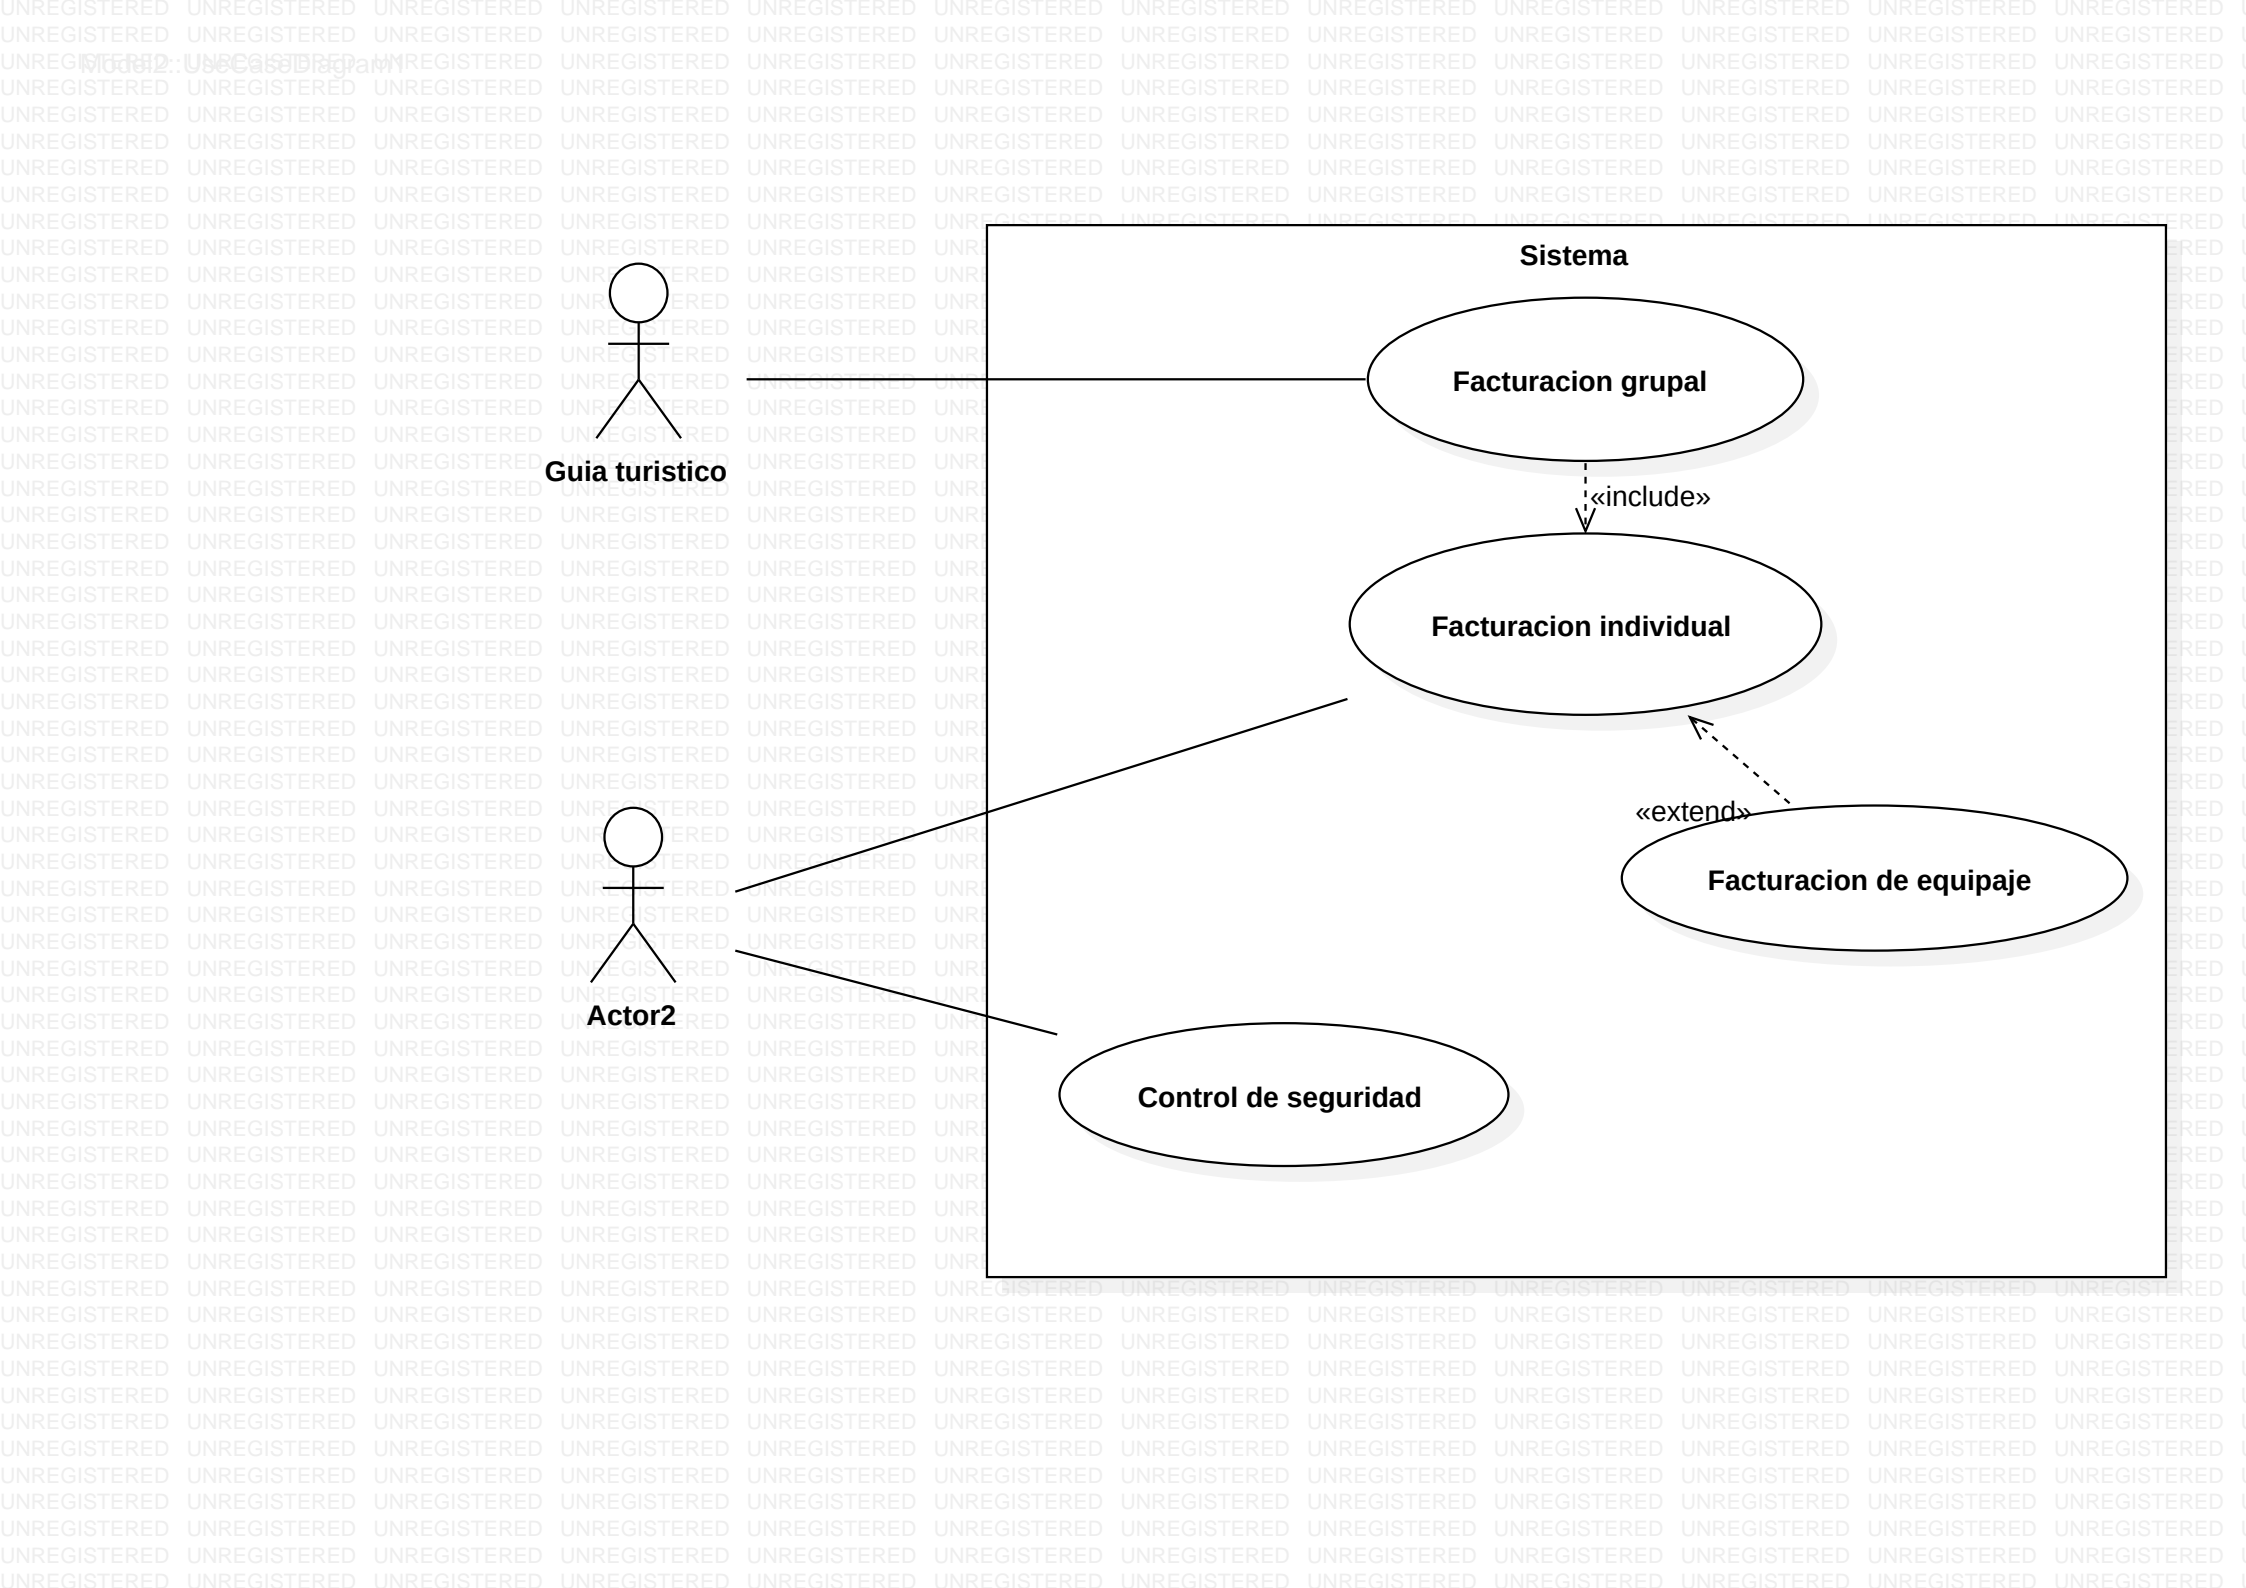 Model2::UseCaseDiagram1
Sistema
Facturacion grupal
Guia turistico
«include»
Facturacion individual
«extend»
Facturacion de equipaje
Actor2
Control de seguridad
UNREGISTERED